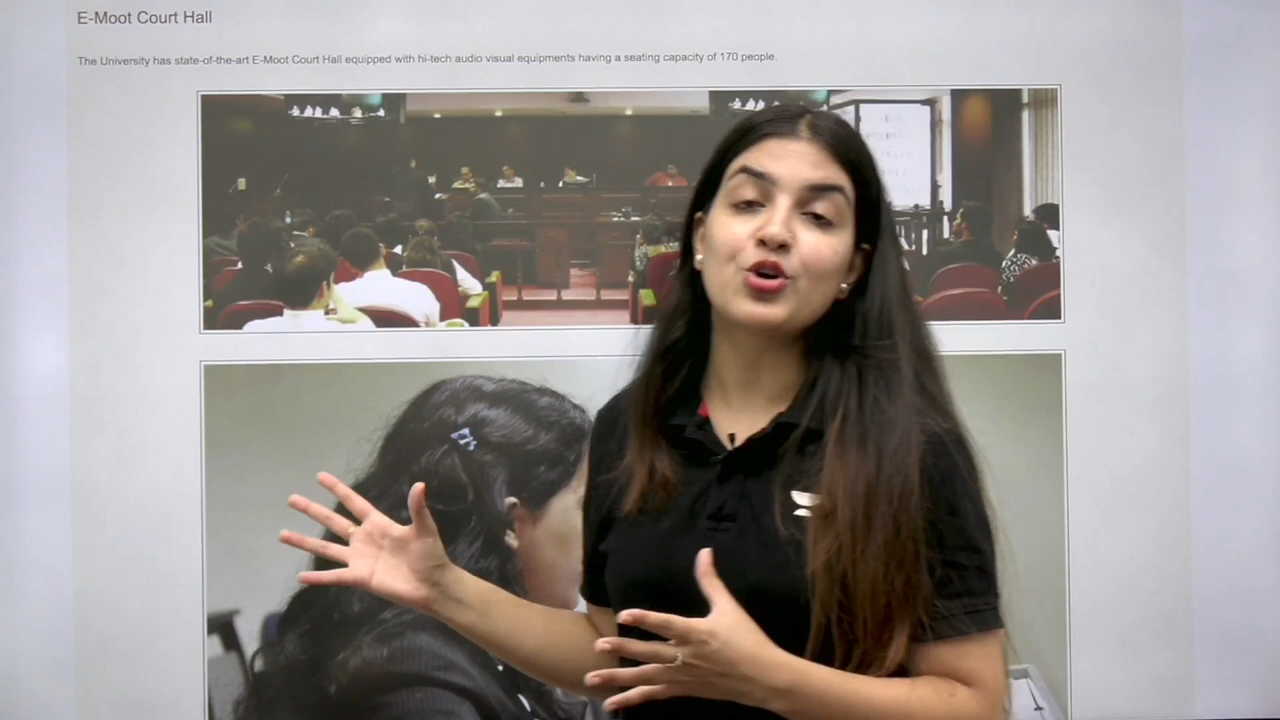 E-Moot Court Hall
The University has state-of-the-art E-Moot Court Hall equipped with hi-tech audio visual equipments having a seating capacity of 170 people.